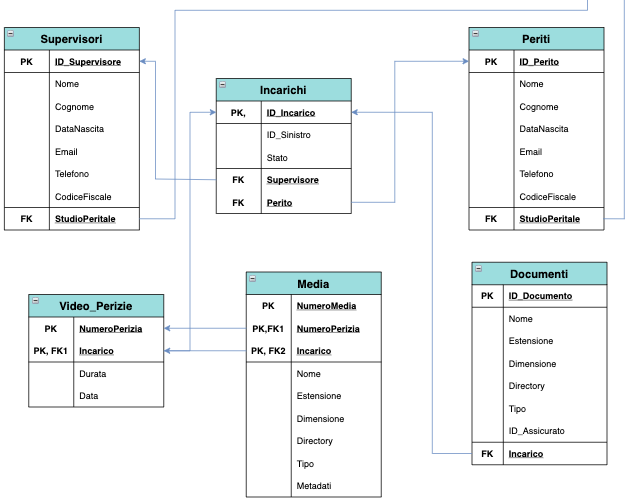 Supervisori
PK ID_Supervisore
Nome
Cognome
DataNascita
Email
Telefono
CodiceFiscale
FK StudioPeritale
Incarichi
PK, ID_Incarico
ID_Sinistro
Stato
FK Supervisore
FK Perito
Periti
PK ID_Perito
Nome
Cognome
DataNascita
Email
Telefono
CodiceFiscale
FK StudioPeritale
Video_Perizie
PK NumeroPerizia
PK, FK1 Incarico
Durata
Data
Media
PK NumeroMedia
PK,FK1 NumeroPerizia
PK, FK2 Incarico
Nome
Estensione
Dimensione
Directory
Tipo
Metadati
Documenti
PK ID_Documento
Nome
Estensione
Dimensione
Directory
Tipo
ID_Assicurato
FK Incarico